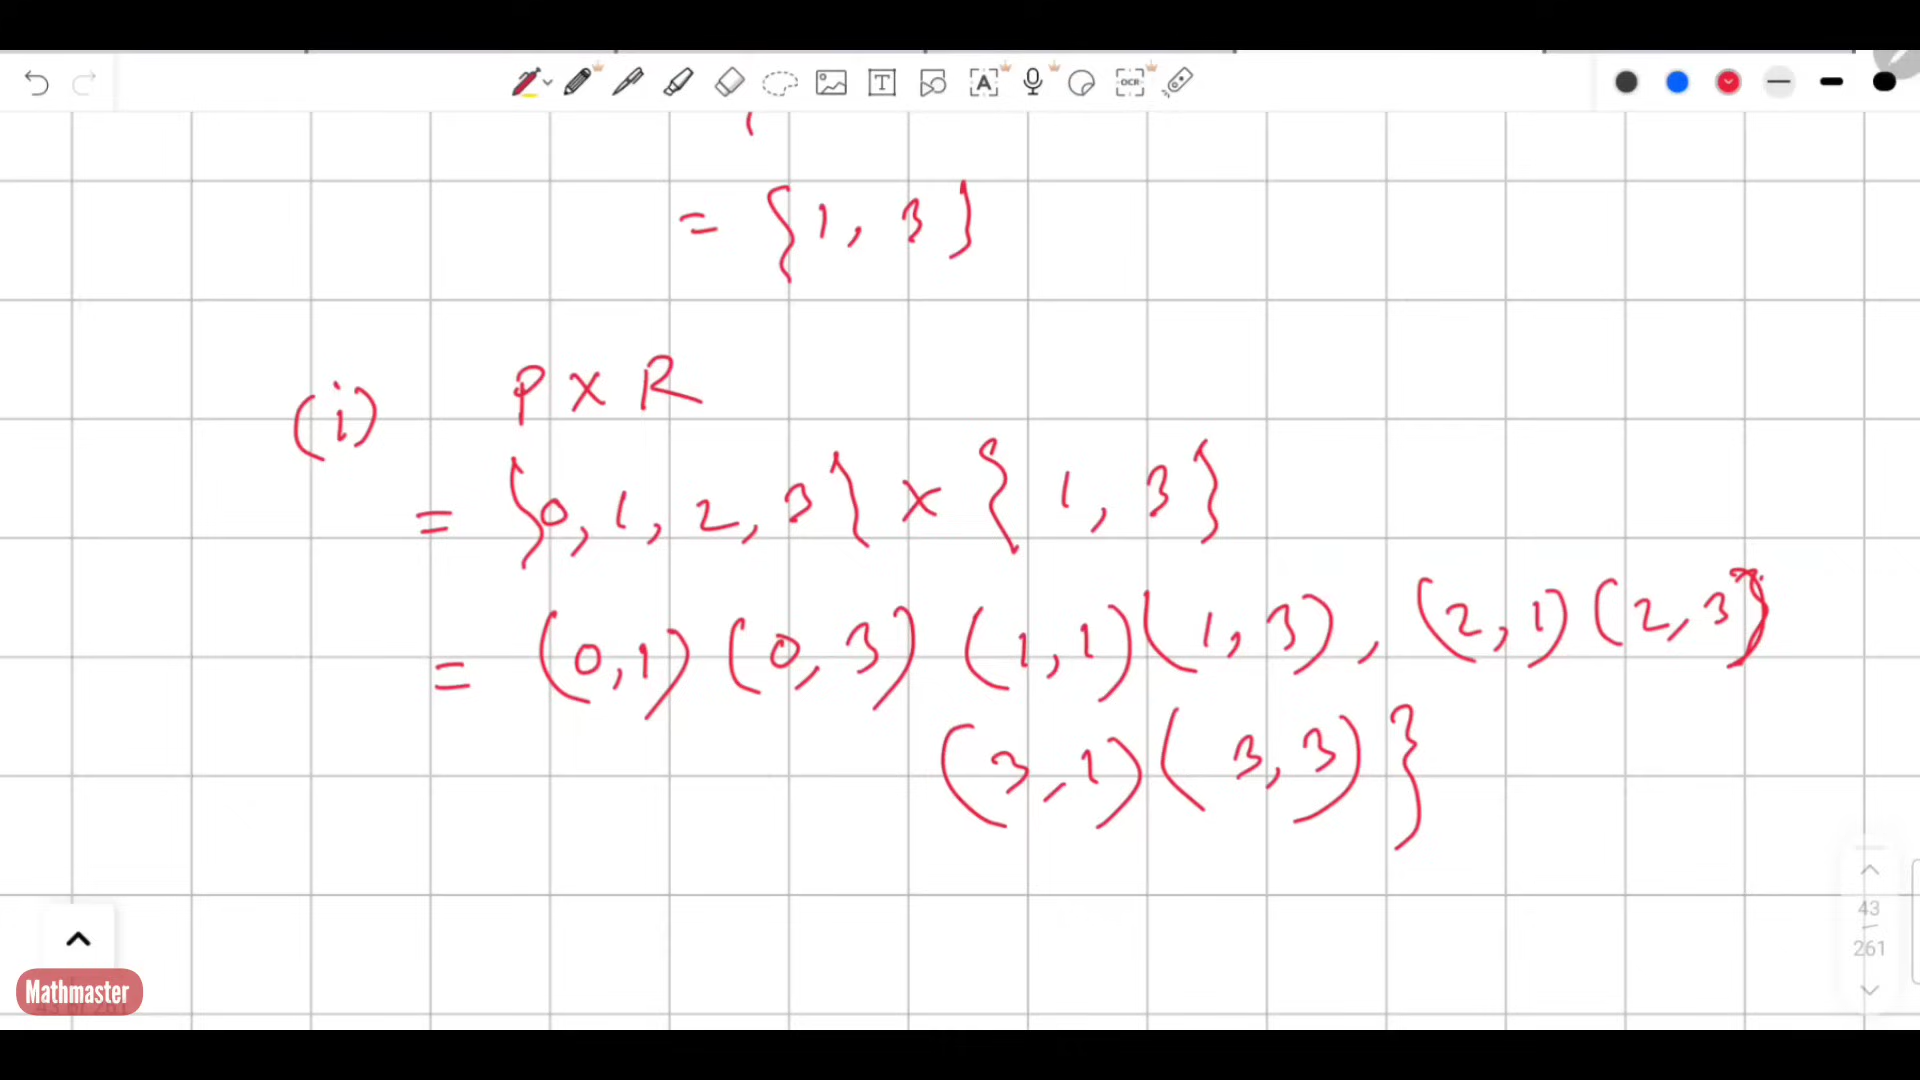 T
A
OCR
= {1, 3}
(i) P × R
= {0, 1, 2, 3} × {1, 3}
= (0,1) (0,3) (1,1) (1,3), (2,1) (2,3)
(3,1) (3,3) }
43
261
Mathmaster